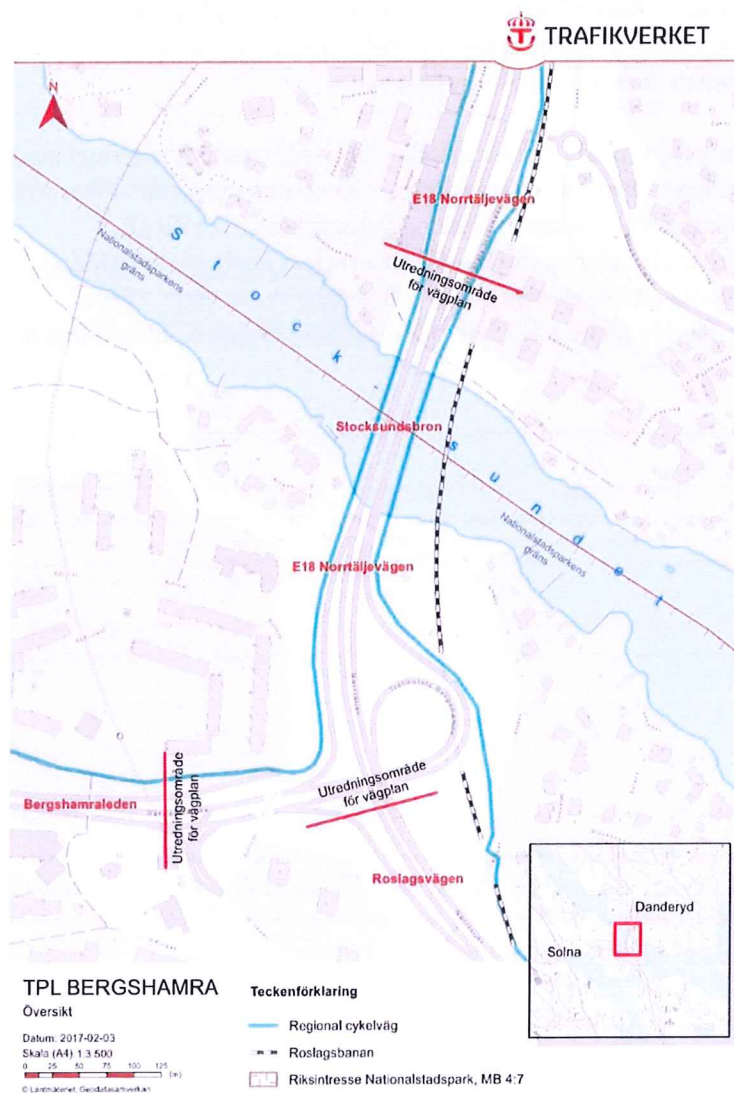 TRAFIKVERKET
N
E18 Norrtäljevägen
Utredningsområde
för vägplan
Nationalstadsparkens
gräns
Stock-
sundet
Stocksundsbron
Nationalstadsparkens
gräns
E18 Norrtäljevägen
Utredningsområde
för vägplan
Utredningsområde
för vägplan
Bergshamraleden
Roslagsvägen
Danderyd
Solna
TPL BERGSHAMRA
Översikt
Datum: 2017-02-03
Skala (A4) 1:3 500
0 25 50 75 100 125
(m)
© Lantmäteriet, Geodatasamverkan
Teckenförklaring
Regional cykelväg
Roslagsbanan
Riksintresse Nationalstadspark, MB 4:7